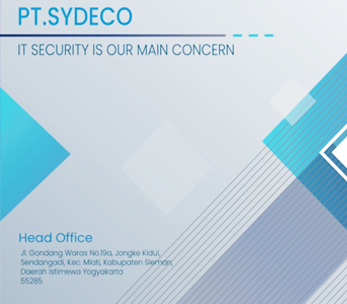 PT.SYDECO
IT SECURITY IS OUR MAIN CONCERN
Head Office
Jl. Gondang Waras No.19a, Jongke Kidul,
Sendangadi, Kec. Mlati, Kabupaten Sleman,
Daerah Istimewa Yogyakarta
55285